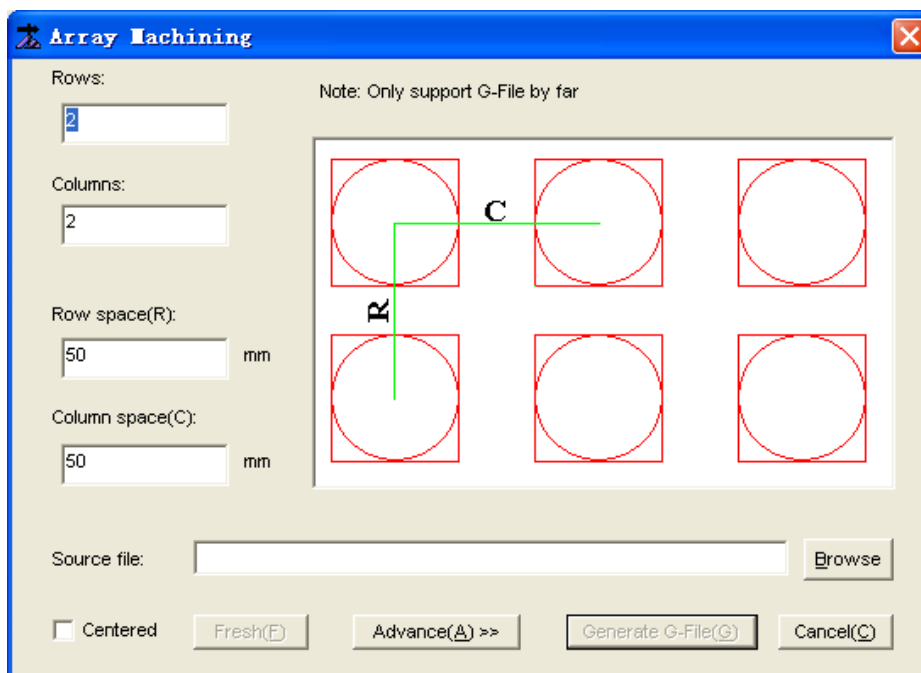 Array Machining
Rows:
Note: Only support G-File by far
2
Columns:
2
C
R
Row space(R):
50 mm
Column space(C):
50 mm
Source file:
Browse
Centered
Fresh(F)
Advance(A) >>
Generate G-File(G)
Cancel(C)